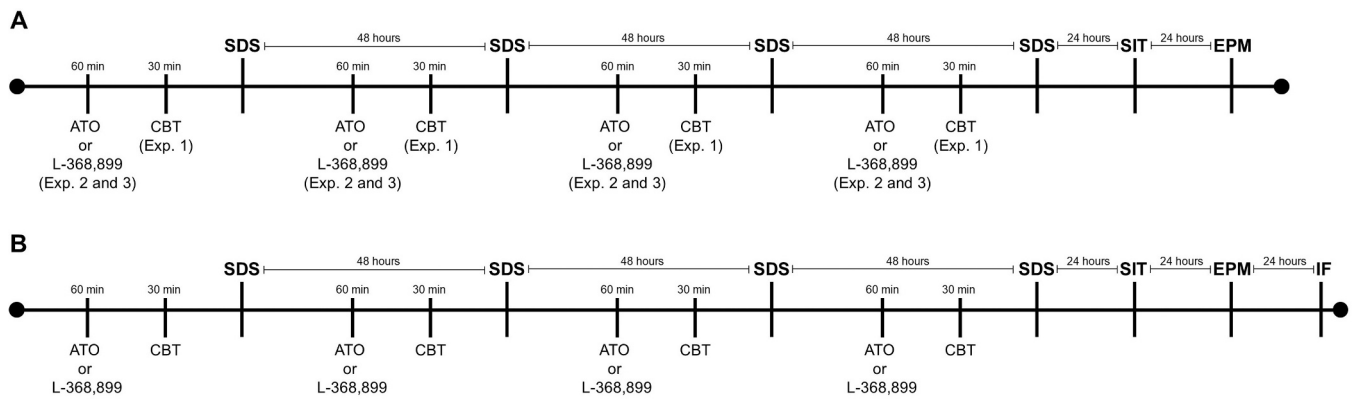 A
SDS 48 hours SDS 48 hours SDS 48 hours SDS 24 hours SIT 24 hours EPM
60 min 30 min 60 min 30 min 60 min 30 min 60 min 30 min
ATO CBT ATO CBT ATO CBT ATO CBT
or (Exp. 1) or (Exp. 1) or (Exp. 1) or (Exp. 1)
L-368,899 L-368,899 L-368,899 L-368,899
(Exp. 2 and 3) (Exp. 2 and 3) (Exp. 2 and 3) (Exp. 2 and 3)
B
SDS 48 hours SDS 48 hours SDS 48 hours SDS 24 hours SIT 24 hours EPM 24 hours IF
60 min 30 min 60 min 30 min 60 min 30 min 60 min 30 min
ATO CBT ATO CBT ATO CBT ATO CBT
or or or or
L-368,899 L-368,899 L-368,899 L-368,899